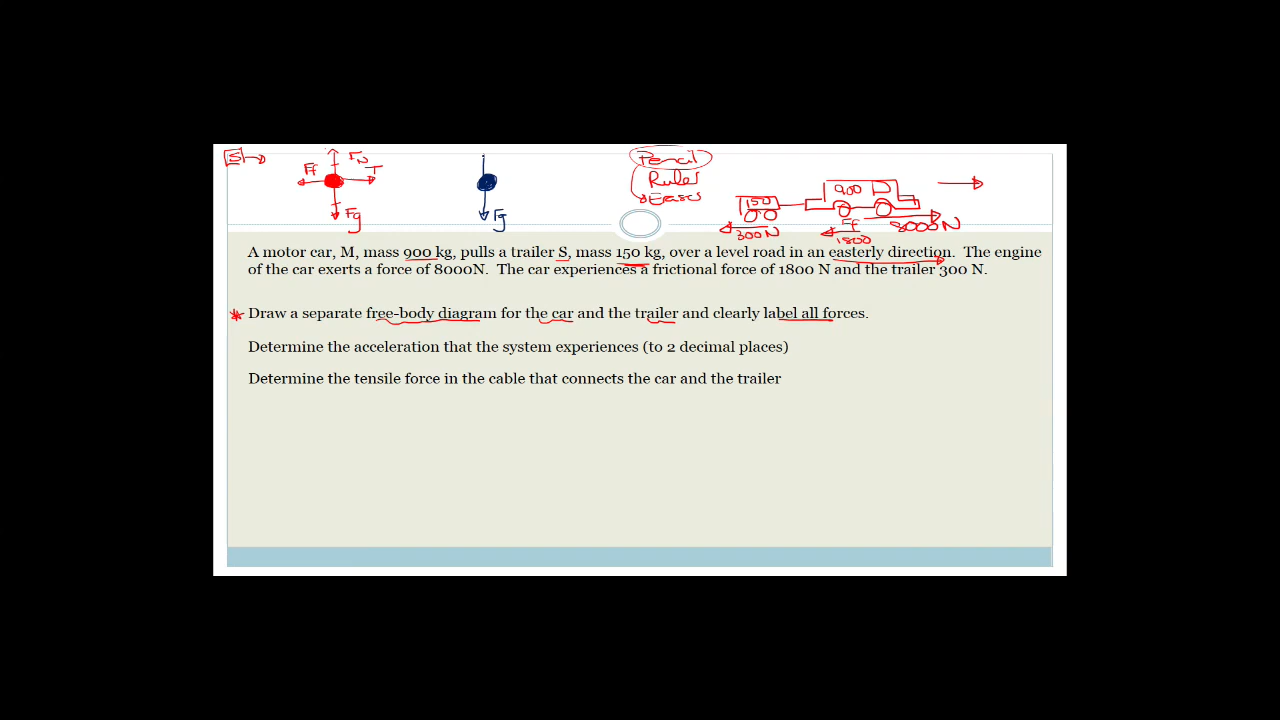 S
Ff
FN
T
Fg
Fg
Pencil
Ruler
Eraser
150
300 N
900
Ff
1800
8000N
A motor car, M, mass 900 kg, pulls a trailer S, mass 150 kg, over a level road in an easterly direction. The engine
of the car exerts a force of 8000N. The car experiences a frictional force of 1800 N and the trailer 300 N.
Draw a separate free-body diagram for the car and the trailer and clearly label all forces.
Determine the acceleration that the system experiences (to 2 decimal places)
Determine the tensile force in the cable that connects the car and the trailer